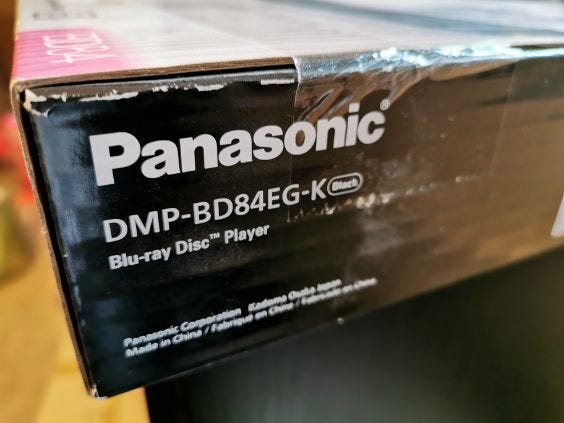 Panasonic®
DMP-BD84EG-K Black
Blu-ray Disc™ Player
Panasonic Corporation Kadoma Osaka Japan
Made in China / Fabriqué en Chine / Fabricado en China